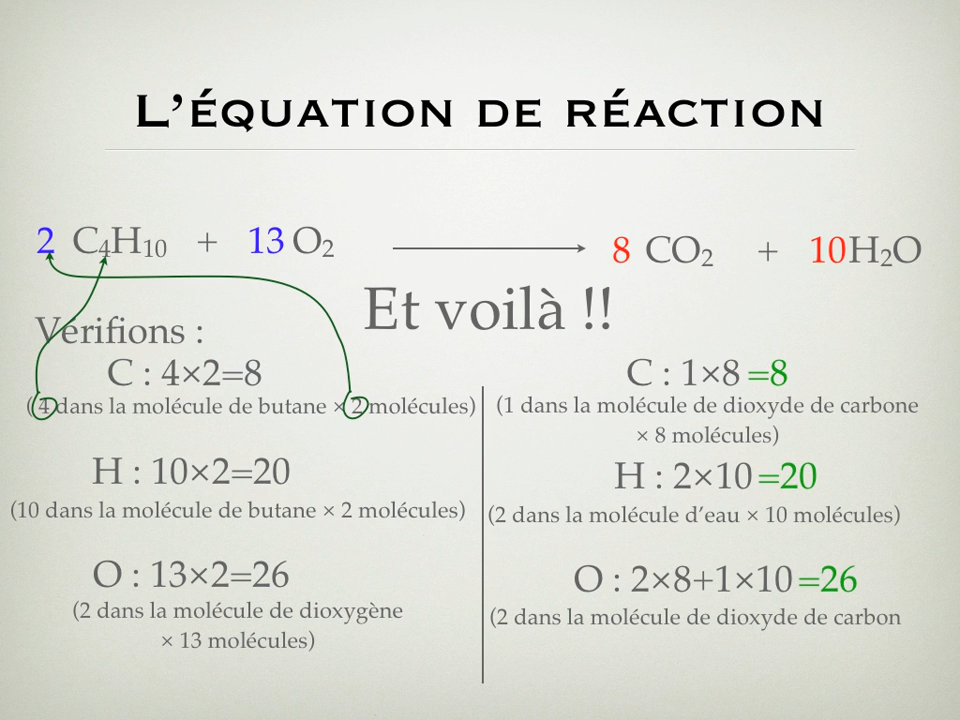 L'équation de réaction
2 C₄H₁₀ + 13 O₂ → 8 CO₂ + 10 H₂O
Et voilà !!
Vérifions :
C : 4×2=8
(4 dans la molécule de butane × 2 molécules)
H : 10×2=20
(10 dans la molécule de butane × 2 molécules)
O : 13×2=26
(2 dans la molécule de dioxygène
× 13 molécules)
C : 1×8 =8
(1 dans la molécule de dioxyde de carbone
× 8 molécules)
H : 2×10 =20
(2 dans la molécule d'eau × 10 molécules)
O : 2×8+1×10 =26
(2 dans la molécule de dioxyde de carbon